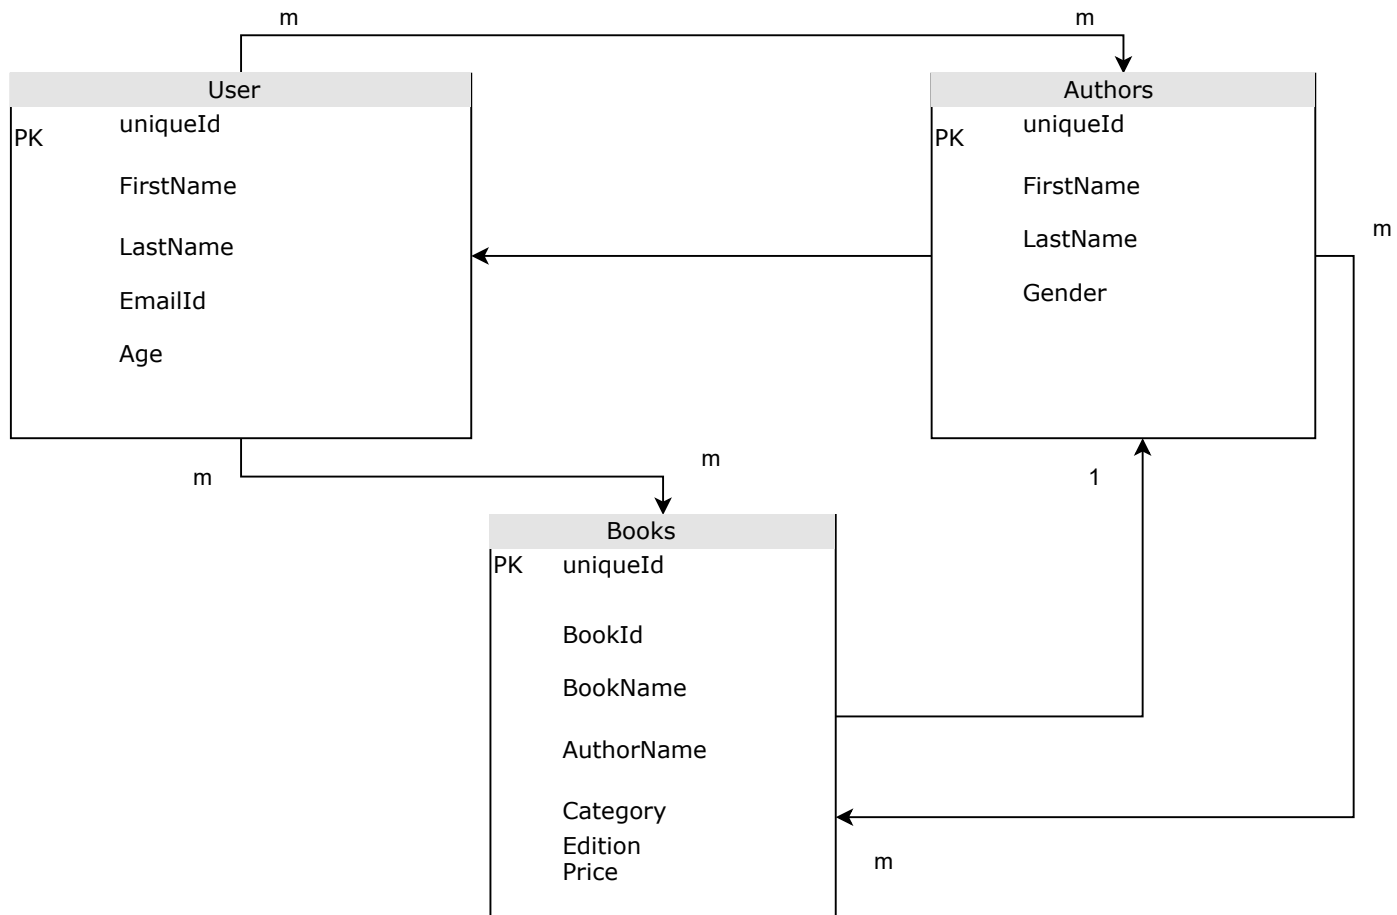 m
m
User
PK
uniqueId
FirstName
LastName
EmailId
Age
Authors
PK
uniqueId
FirstName
LastName
Gender
m
m
m
1
Books
PK
uniqueId
BookId
BookName
AuthorName
Category
Edition
Price
m